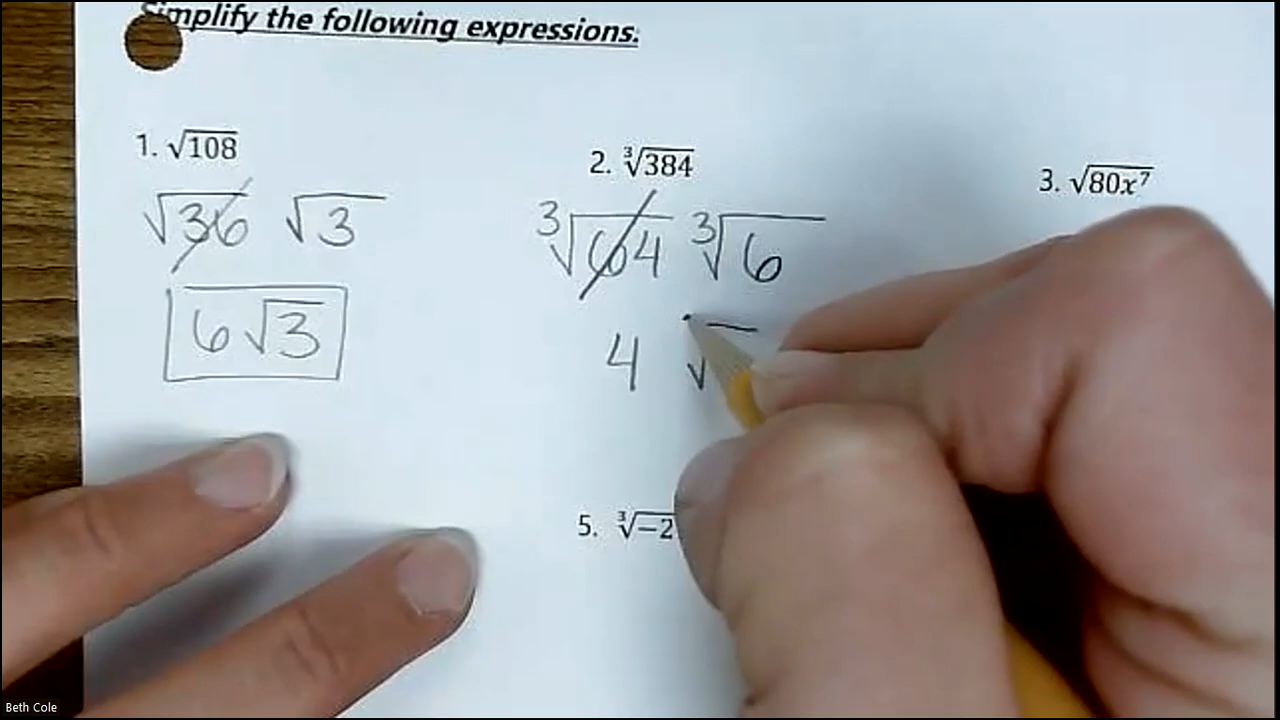 Simplify the following expressions.
1. √108
√36 √3
6√3
2. ∛384
∛64 ∛6
4 √
3. √80x⁷
5. ∛-2
Beth Cole